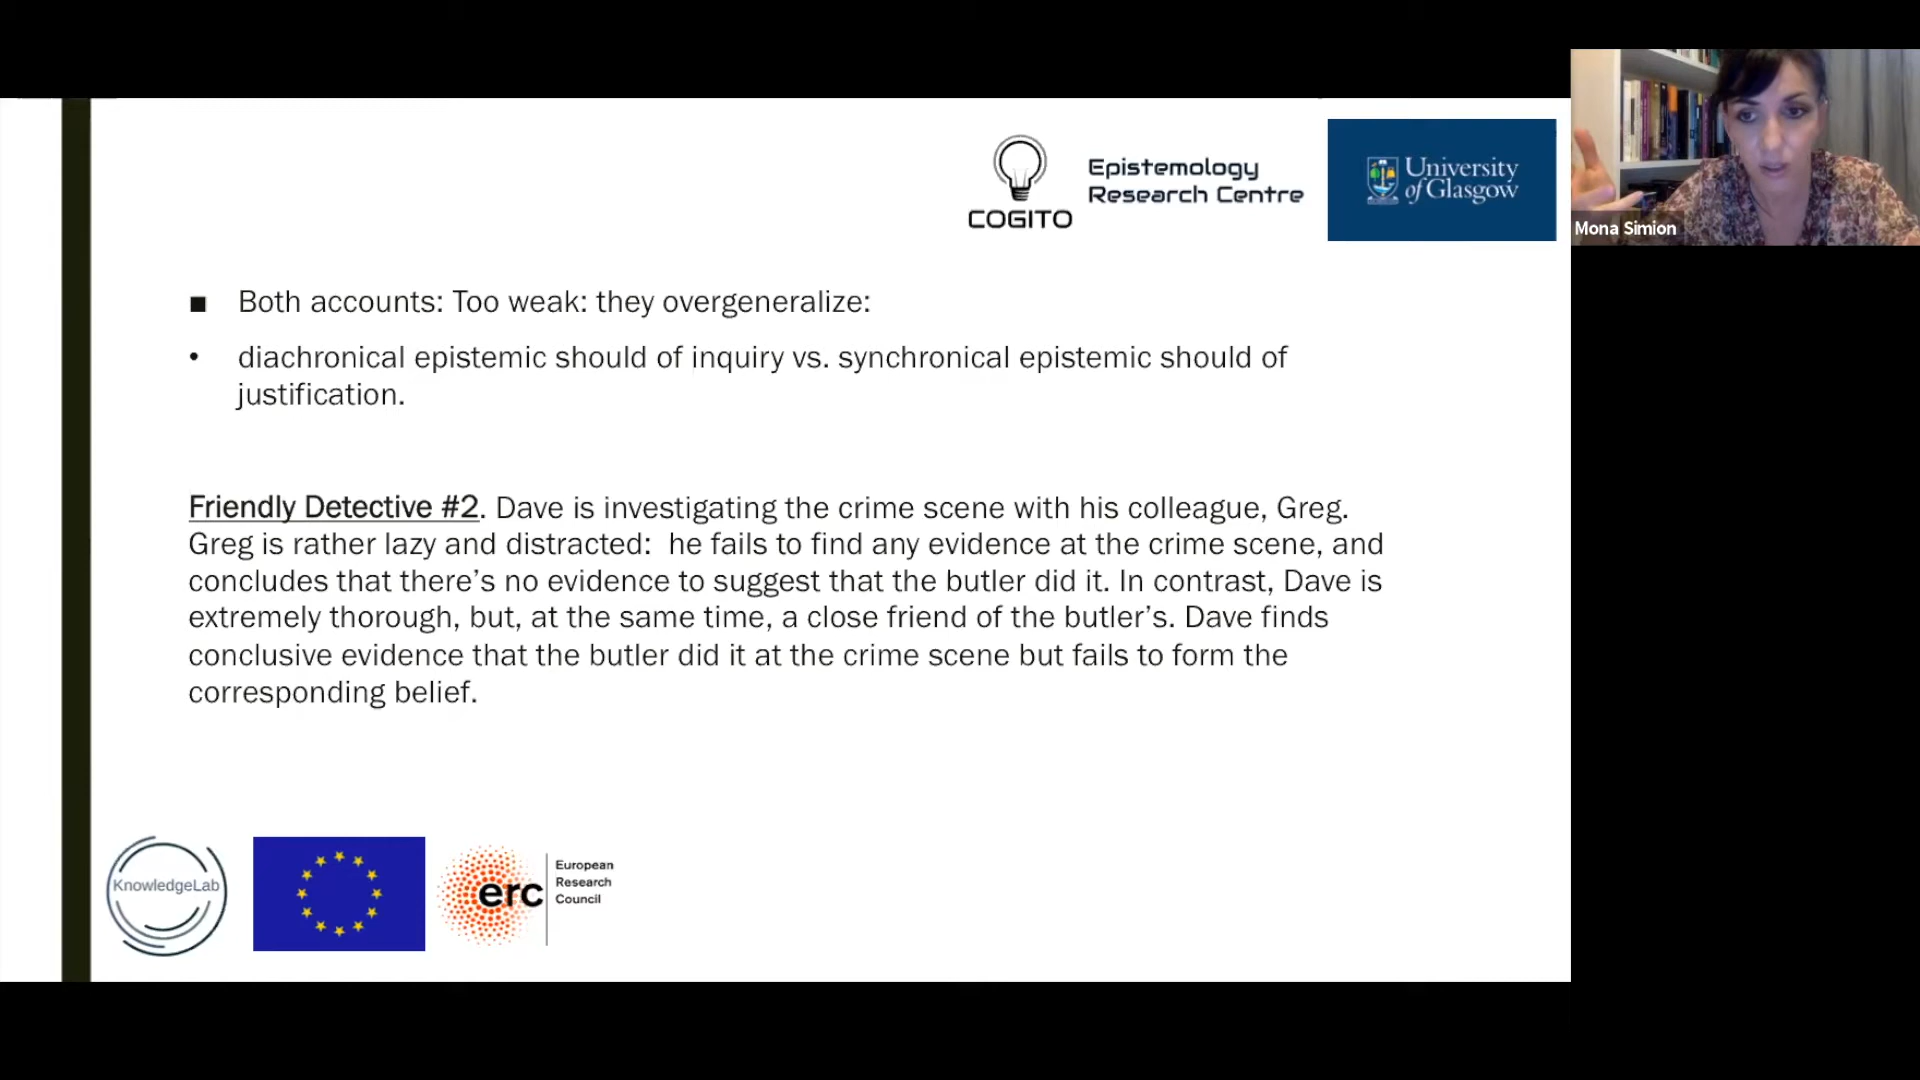 COGITO
Epistemology
Research Centre
University
of Glasgow
Mona Simion
■ Both accounts: Too weak: they overgeneralize:
• diachronical epistemic should of inquiry vs. synchronical epistemic should of
justification.
Friendly Detective #2. Dave is investigating the crime scene with his colleague, Greg.
Greg is rather lazy and distracted: he fails to find any evidence at the crime scene, and
concludes that there’s no evidence to suggest that the butler did it. In contrast, Dave is
extremely thorough, but, at the same time, a close friend of the butler’s. Dave finds
conclusive evidence that the butler did it at the crime scene but fails to form the
corresponding belief.
KnowledgeLab
erc
European
Research
Council